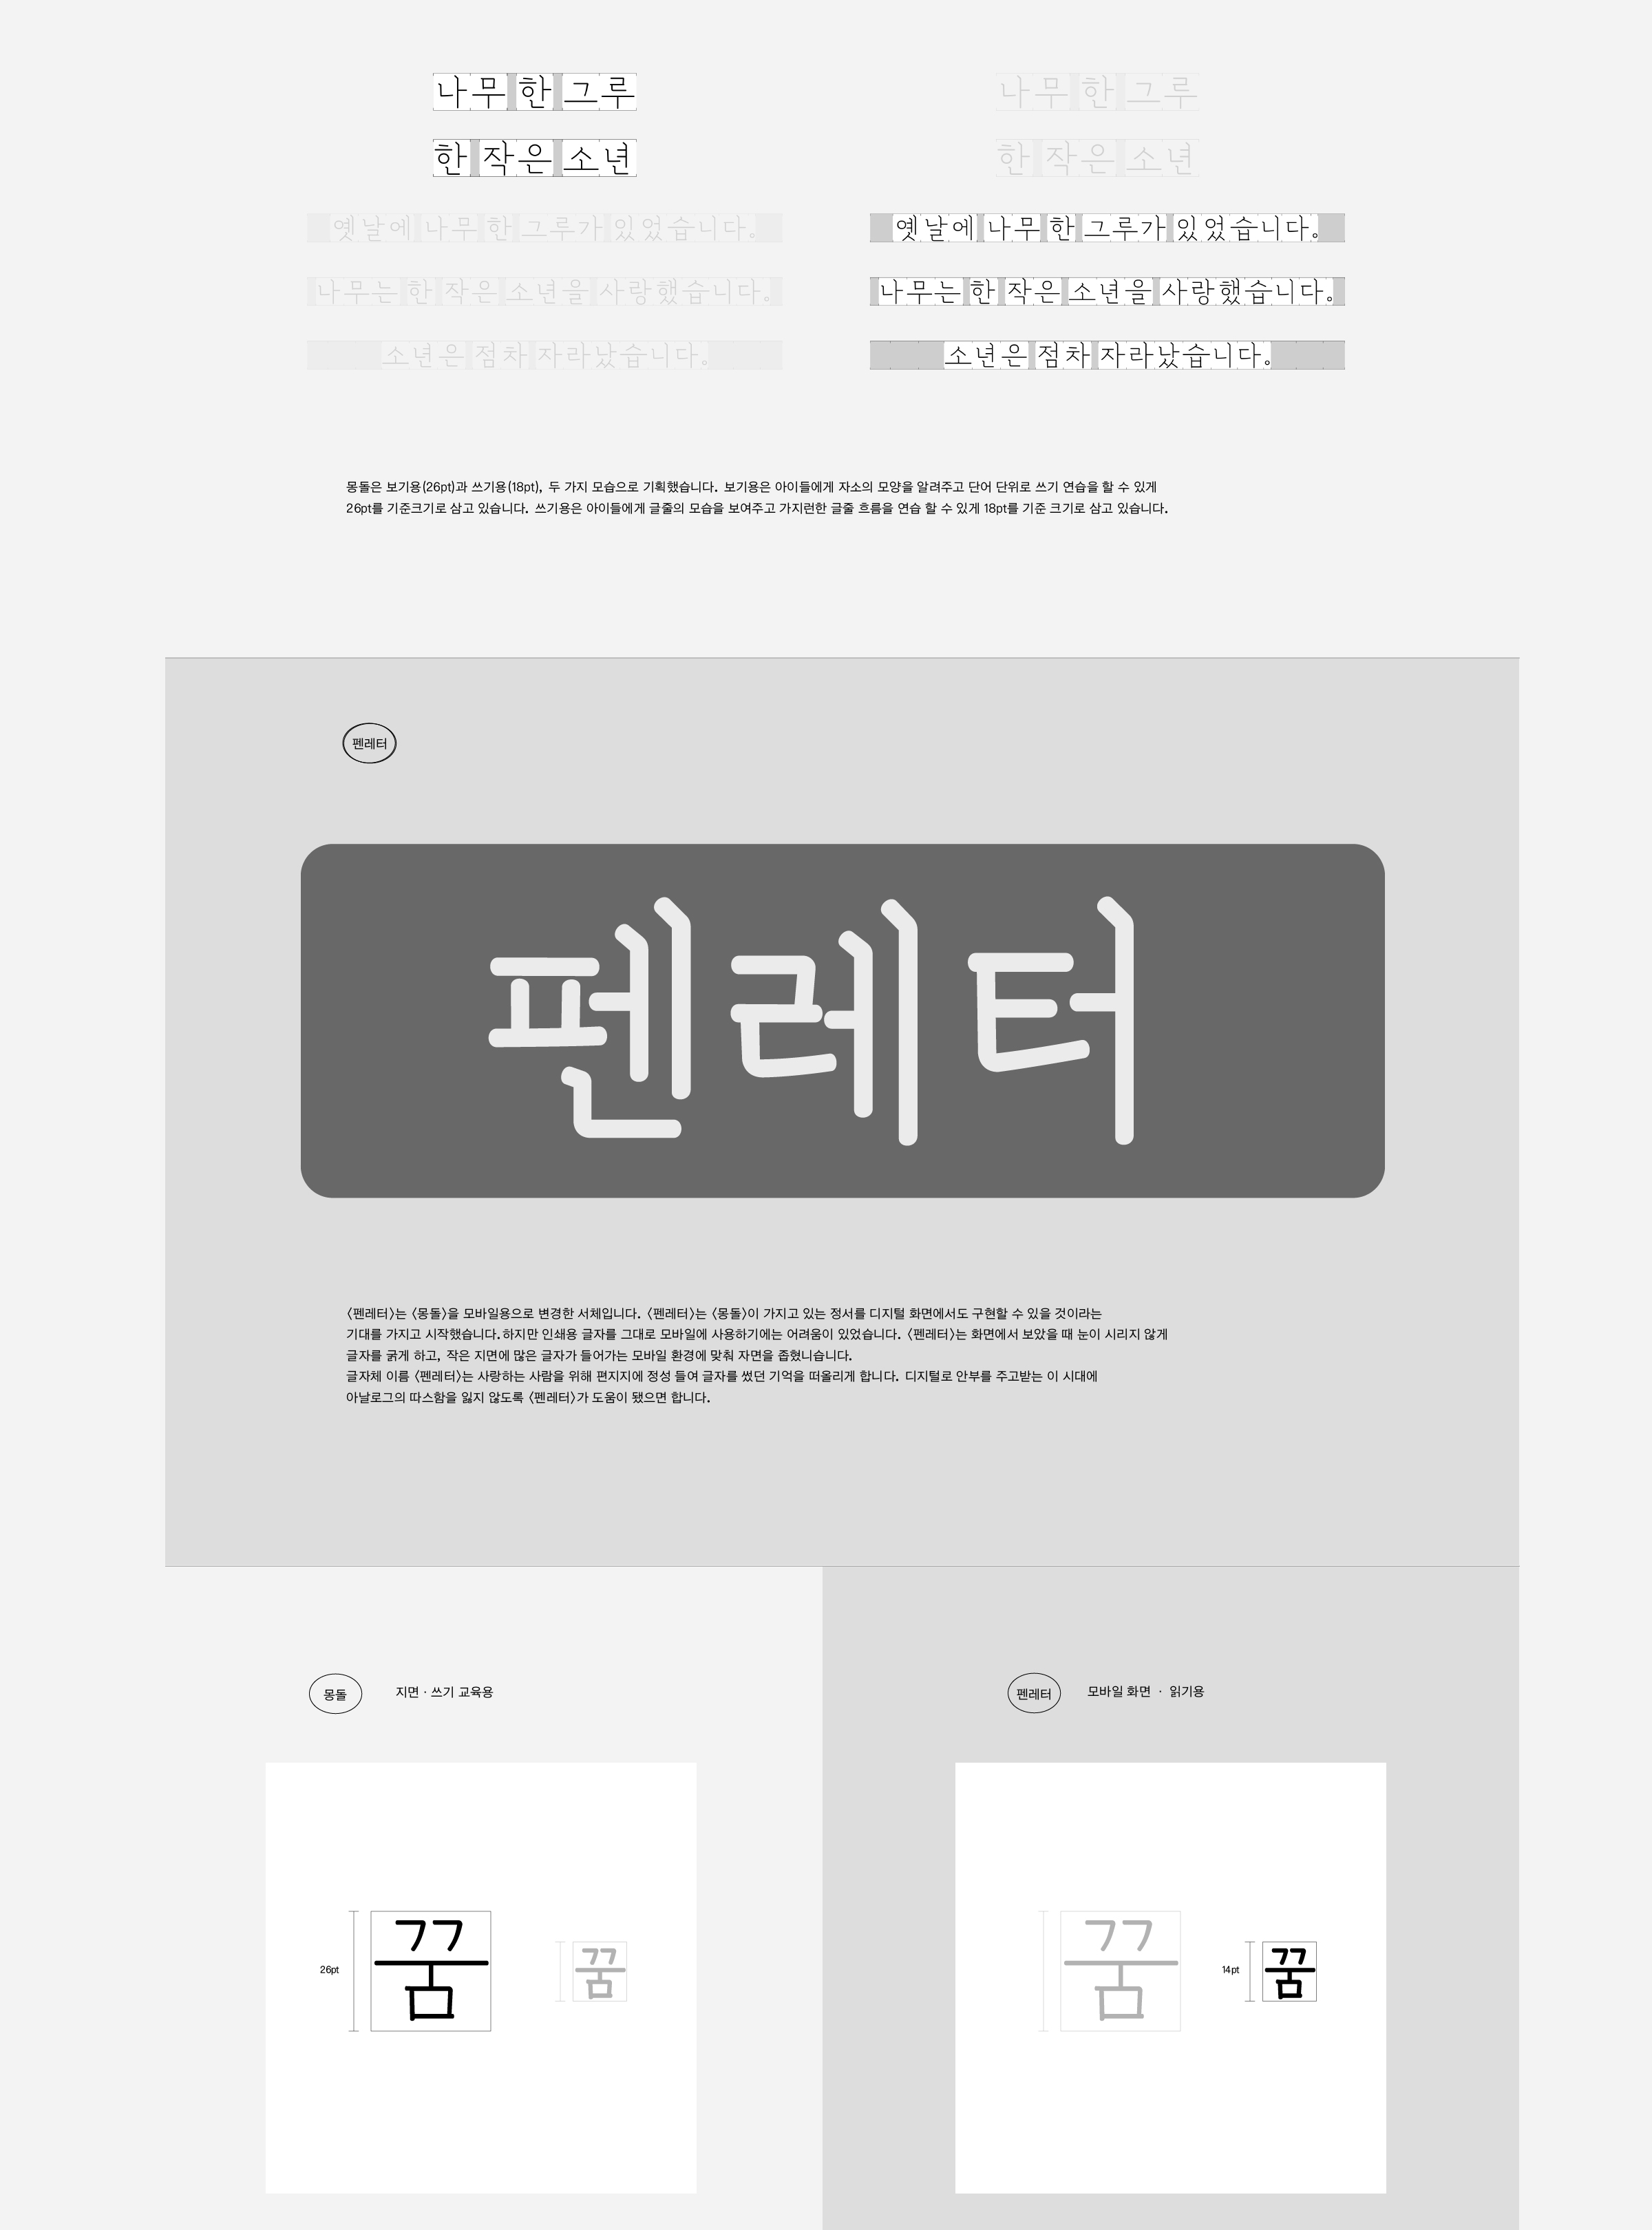 나무 한 그루
한 작은 소년
옛날에 나무 한 그루가 있었습니다.
나무는 한 작은 소년을 사랑했습니다.
소년은 점차 자라났습니다.
나무 한 그루
한 작은 소년
옛날에 나무 한 그루가 있었습니다.
나무는 한 작은 소년을 사랑했습니다.
소년은 점차 자라났습니다.
몽돌은 보기용(26pt)과 쓰기용(18pt), 두 가지 모습으로 기획했습니다. 보기용은 아이들에게 자소의 모양을 알려주고 단어 단위로 쓰기 연습을 할 수 있게
26pt를 기준크기로 삼고 있습니다. 쓰기용은 아이들에게 글줄의 모습을 보여주고 가지런한 글줄 흐름을 연습 할 수 있게 18pt를 기준 크기로 삼고 있습니다.
펜레터
펜레터
〈펜레터〉는 〈몽돌〉을 모바일용으로 변경한 서체입니다. 〈펜레터〉는 〈몽돌〉이 가지고 있는 정서를 디지털 화면에서도 구현할 수 있을 것이라는
기대를 가지고 시작했습니다.하지만 인쇄용 글자를 그대로 모바일에 사용하기에는 어려움이 있었습니다. 〈펜레터〉는 화면에서 보았을 때 눈이 시리지 않게
글자를 굵게 하고, 작은 지면에 많은 글자가 들어가는 모바일 환경에 맞춰 자면을 좁혔니습니다.
글자체 이름 〈펜레터〉는 사랑하는 사람을 위해 편지지에 정성 들여 글자를 썼던 기억을 떠올리게 합니다. 디지털로 안부를 주고받는 이 시대에
아날로그의 따스함을 잃지 않도록 〈펜레터〉가 도움이 됐으면 합니다.
몽돌
지면 · 쓰기 교육용
26pt
꿈
꿈
펜레터
모바일 화면 · 읽기용
꿈
14pt
꿈